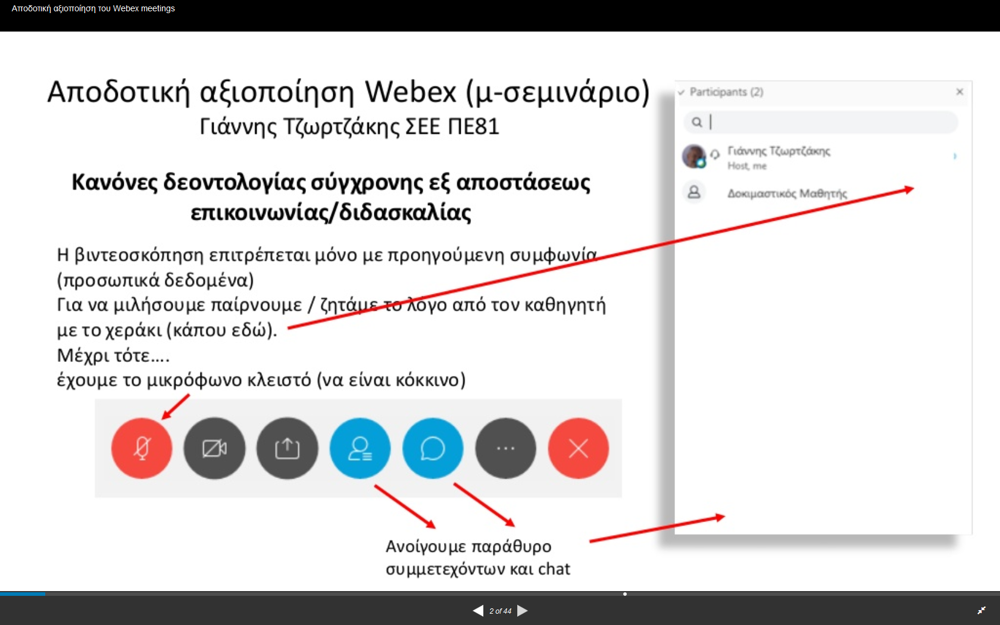 Αποδοτική αξιοποίηση του Webex meetings
Αποδοτική αξιοποίηση Webex (μ-σεμινάριο)
Γιάννης Τζωρτζάκης ΣΕΕ ΠΕ81
Κανόνες δεοντολογίας σύγχρονης εξ αποστάσεως
επικοινωνίας/διδασκαλίας
Η βιντεοσκόπηση επιτρέπεται μόνο με προηγούμενη συμφωνία
(προσωπικά δεδομένα)
Για να μιλήσουμε παίρνουμε / ζητάμε το λόγο από τον καθηγητή
με το χεράκι (κάπου εδώ).
Μέχρι τότε....
έχουμε το μικρόφωνο κλειστό (να είναι κόκκινο)
Ανοίγουμε παράθυρο
συμμετεχόντων και chat
Participants (2)
Γιάννης Τζωρτζάκης
Host, me
Δοκιμαστικός Μαθητής
2 of 44